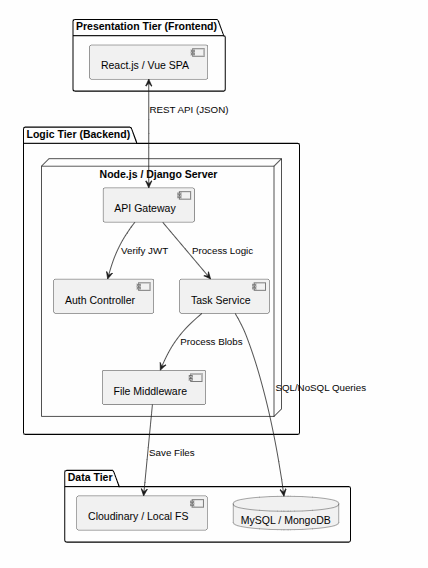 Presentation Tier (Frontend)
React.js / Vue SPA
REST API (JSON)
Logic Tier (Backend)
Node.js / Django Server
API Gateway
Verify JWT
Process Logic
Auth Controller
Task Service
Process Blobs
File Middleware
SQL/NoSQL Queries
Save Files
Data Tier
Cloudinary / Local FS
MySQL / MongoDB